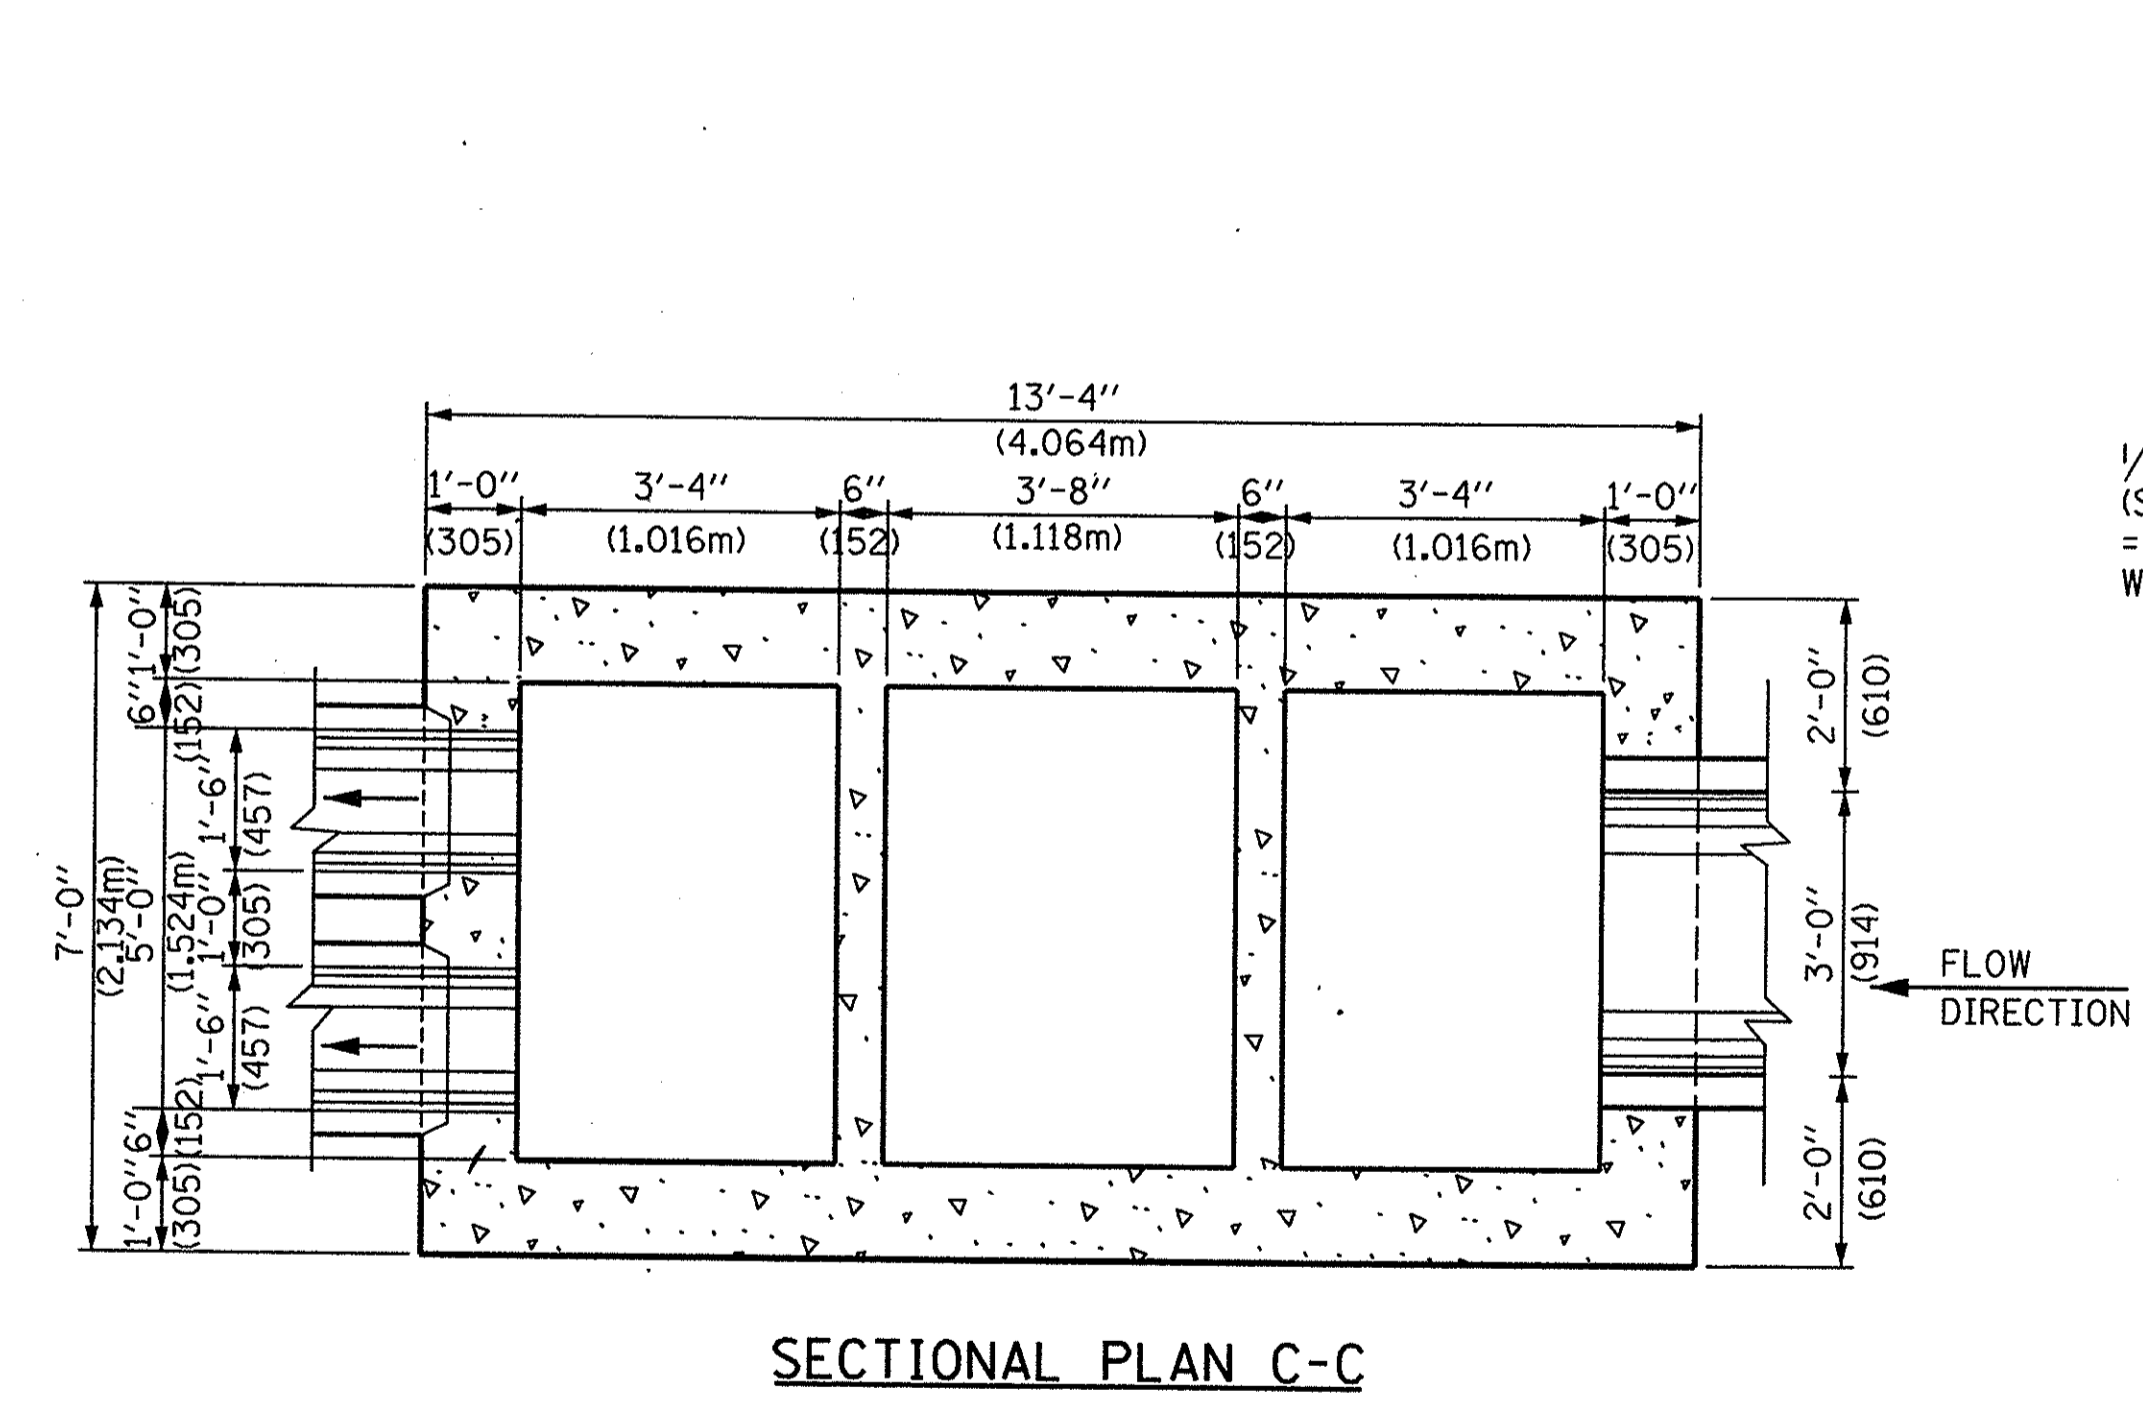 13'-4"
(4.064m)
1'-0" 3'-4" 6" 3'-8" 6" 3'-4" 1'-0"
(305) (1.016m) (152) (1.118m) (152) (1.016m) (305)
7'-0"
(2.134m)
1'-0"
(305)
6"
(152)
5'-0"
(1.524m)
6"
(152)
1'-0"
(305)
1'-6"
(457)
1'-0"
(305)
1'-6"
(457)
2'-0"
(610)
3'-0"
(914)
2'-0"
(610)
FLOW
DIRECTION
1/
(S
=
W
SECTIONAL PLAN C-C